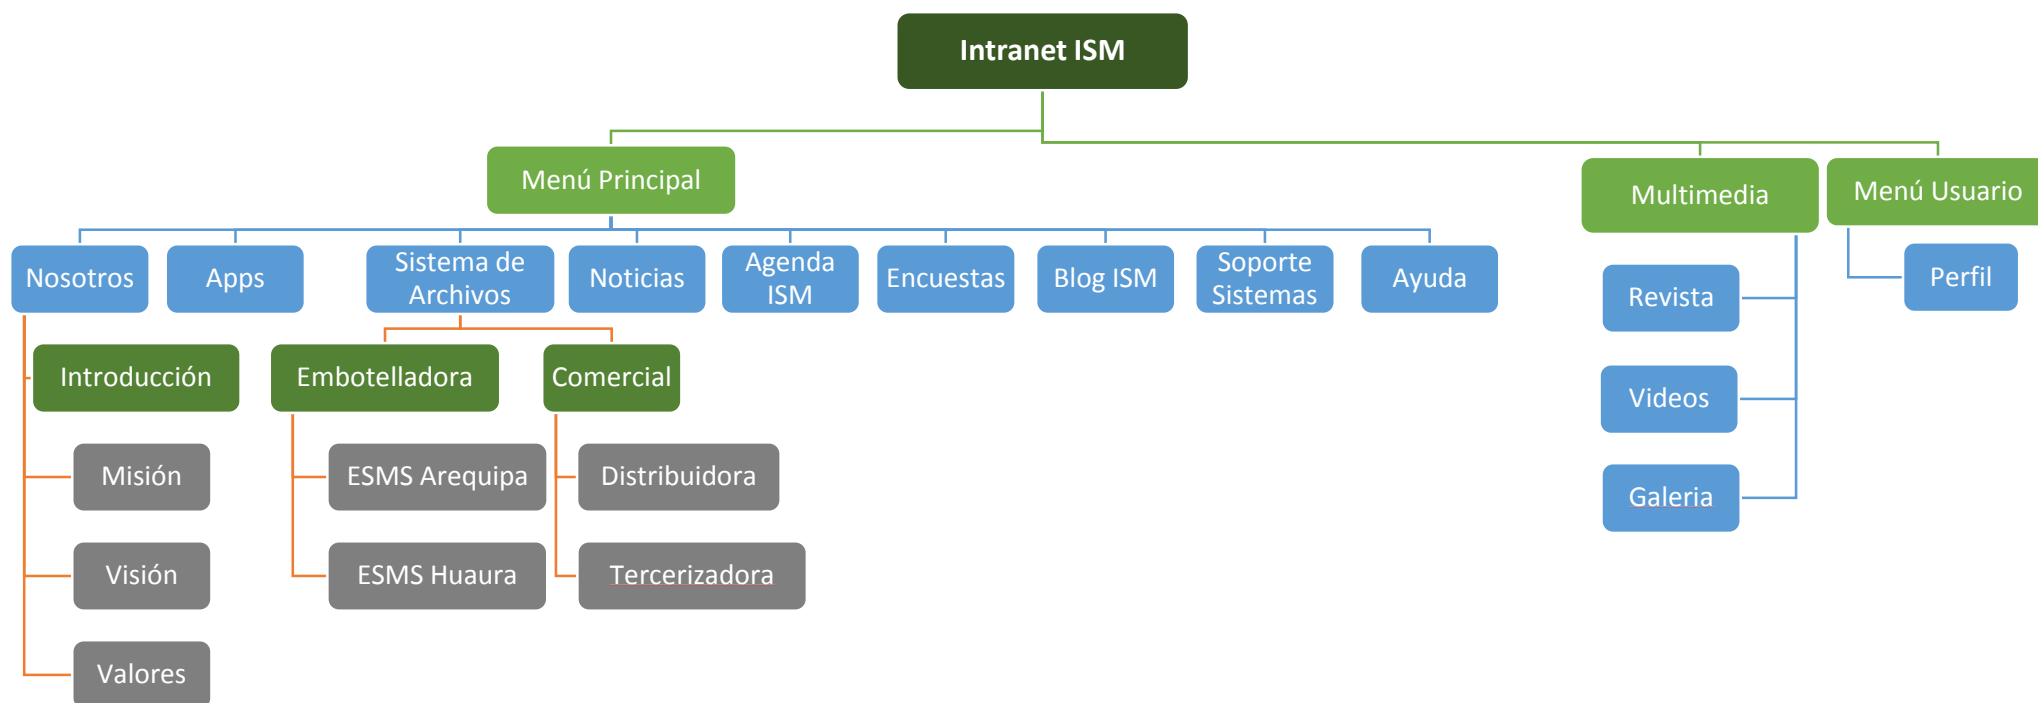 Intranet ISM
Menú Principal
Multimedia
Menú Usuario
Nosotros
Apps
Sistema de
Archivos
Noticias
Agenda
ISM
Encuestas
Blog ISM
Soporte
Sistemas
Ayuda
Revista
Perfil
Introducción
Embotelladora
Comercial
Videos
Misión
ESMS Arequipa
Distribuidora
Galeria
Visión
ESMS Huaura
Tercerizadora
Valores